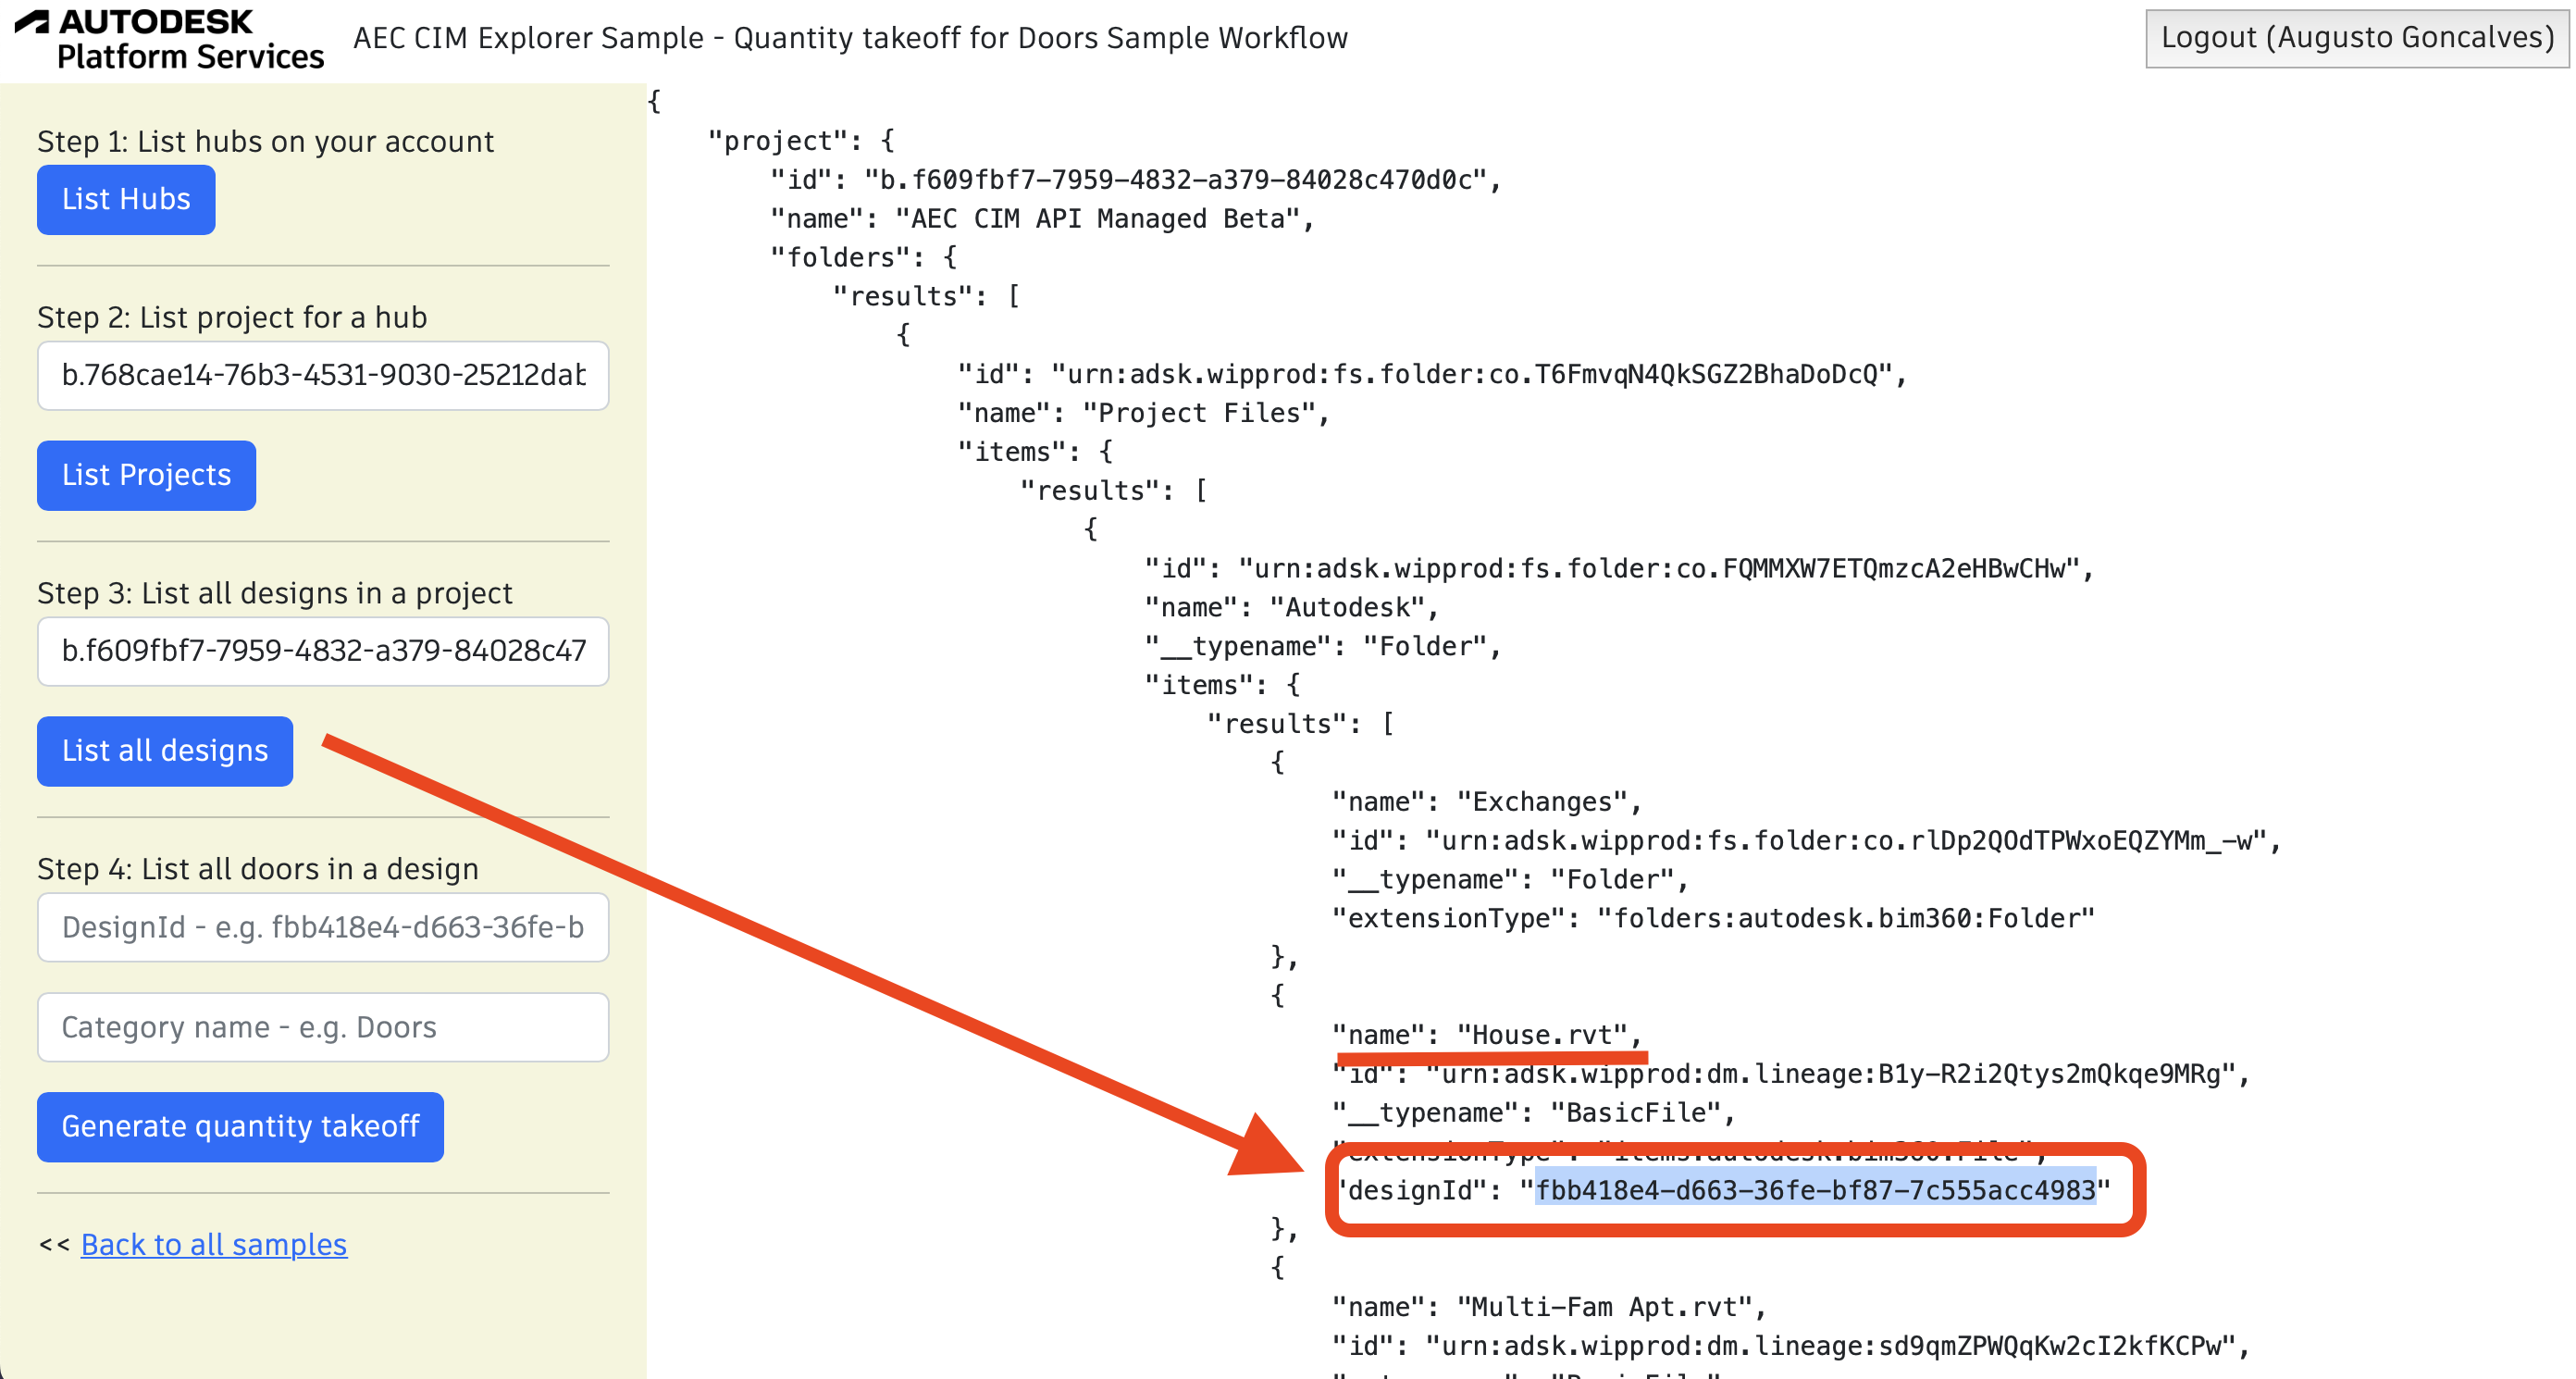 AUTODESK
Platform Services
AEC CIM Explorer Sample - Quantity takeoff for Doors Sample Workflow
Logout (Augusto Goncalves)
Step 1: List hubs on your account
List Hubs
Step 2: List project for a hub
b.768cae14-76b3-4531-9030-25212dab
List Projects
Step 3: List all designs in a project
b.f609fbf7-7959-4832-a379-84028c47
List all designs
Step 4: List all doors in a design
DesignId - e.g. fbb418e4-d663-36fe-b
Category name - e.g. Doors
Generate quantity takeoff
<< Back to all samples
{
"project": {
"id": "b.f609fbf7-7959-4832-a379-84028c470d0c",
"name": "AEC CIM API Managed Beta",
"folders": {
"results": [
{
"id": "urn:adsk.wipprod:fs.folder:co.T6FmvqN4QkSGZ2BhaDoDcQ",
"name": "Project Files",
"items": {
"results": [
{
"id": "urn:adsk.wipprod:fs.folder:co.FQMMXW7ETQmzcA2eHBwCHw",
"name": "Autodesk",
"__typename": "Folder",
"items": {
"results": [
{
"name": "Exchanges",
"id": "urn:adsk.wipprod:fs.folder:co.rlDp2QOdTPWxoEQZYMm_-w",
"__typename": "Folder",
"extensionType": "folders:autodesk.bim360:Folder"
},
{
"name": "House.rvt",
"id": "urn:adsk.wipprod:dm.lineage:B1y-R2i2Qtys2mQkqe9MRg",
"__typename": "BasicFile",
"extensionType": "items:autodesk.bim360:File",
"designId": "fbb418e4-d663-36fe-bf87-7c555acc4983"
},
{
"name": "Multi-Fam Apt.rvt",
"id": "urn:adsk.wipprod:dm.lineage:sd9qmZPWQqKw2cI2kfKCPw",